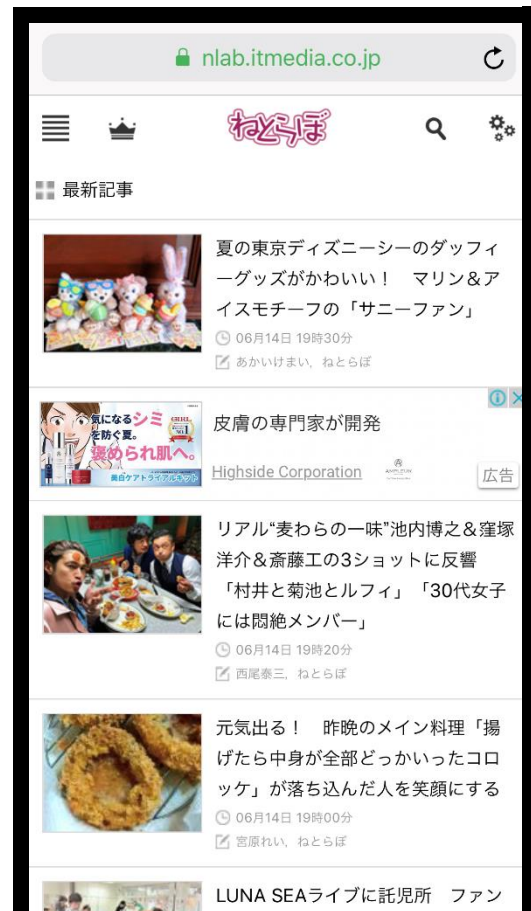 nlab.itmedia.co.jp
ねとらぼ
最新記事
夏の東京ディズニーシーのダッフィ
ーグッズがかわいい！　マリン＆ア
イスモチーフの「サニーファン」
06月14日 19時30分
あかいけまい，ねとらぼ
気になるシミ
を防ぐ夏。
褒められ肌へ。
美白ケアトライアルキット
皮膚の専門家が開発
Highside Corporation
広告
リアル“麦わらの一味”池内博之＆窪塚
洋介＆斎藤工の3ショットに反響
「村井と菊池とルフィ」「30代女子
には悶絶メンバー」
06月14日 19時20分
西尾泰三，ねとらぼ
元気出る！　昨晩のメイン料理「揚
げたら中身が全部どっかいったコロ
ッケ」が落ち込んだ人を笑顔にする
06月14日 19時00分
宮原れい，ねとらぼ
LUNA SEAライブに託児所　ファン